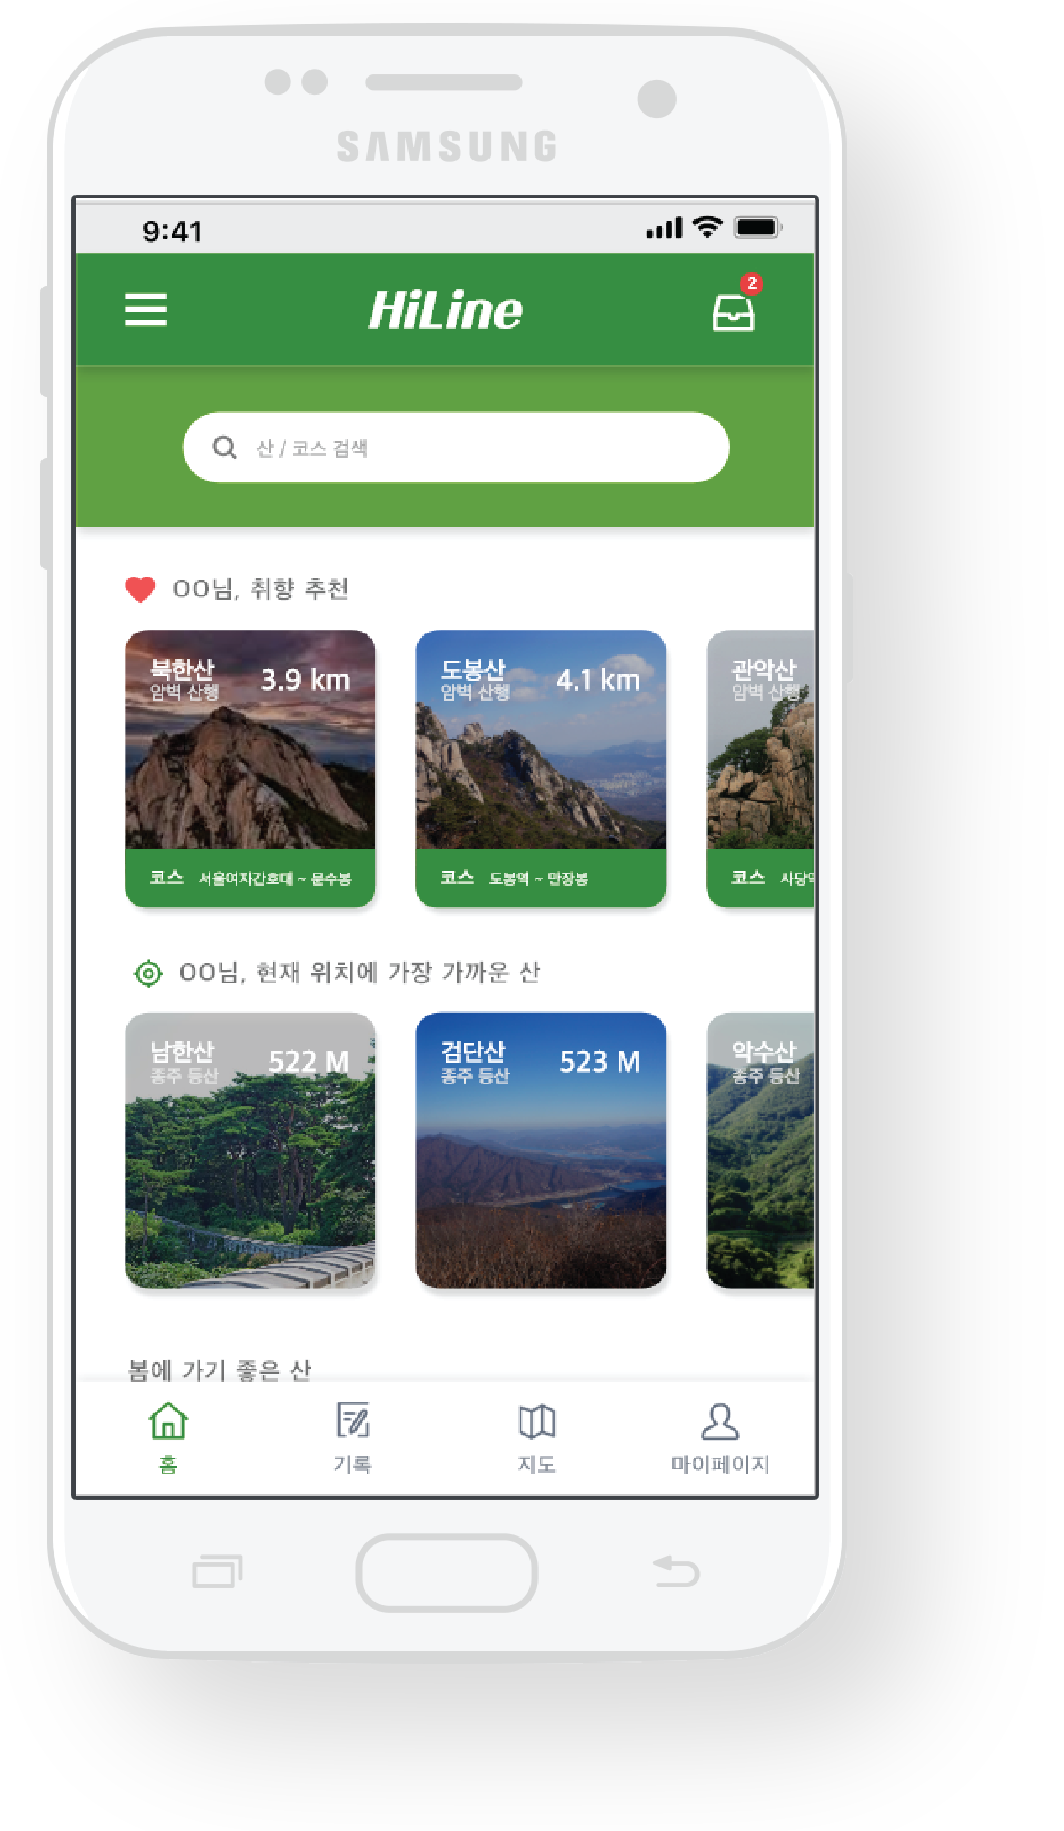 SAMSUNG
9:41
HiLine
2
산 / 코스 검색
OO님, 취향 추천
북한산
암벽 산행
3.9 km
도봉산
암벽 산행
4.1 km
관악산
암벽 산행
코스 서울여자간호대 ~ 문수봉
코스 도봉역 ~ 만장봉
코스 사당역
OO님, 현재 위치에 가장 가까운 산
남한산
종주 등산
522 M
검단산
종주 등산
523 M
약수산
종주 등산
봄에 가기 좋은 산
홈
기록
지도
마이페이지